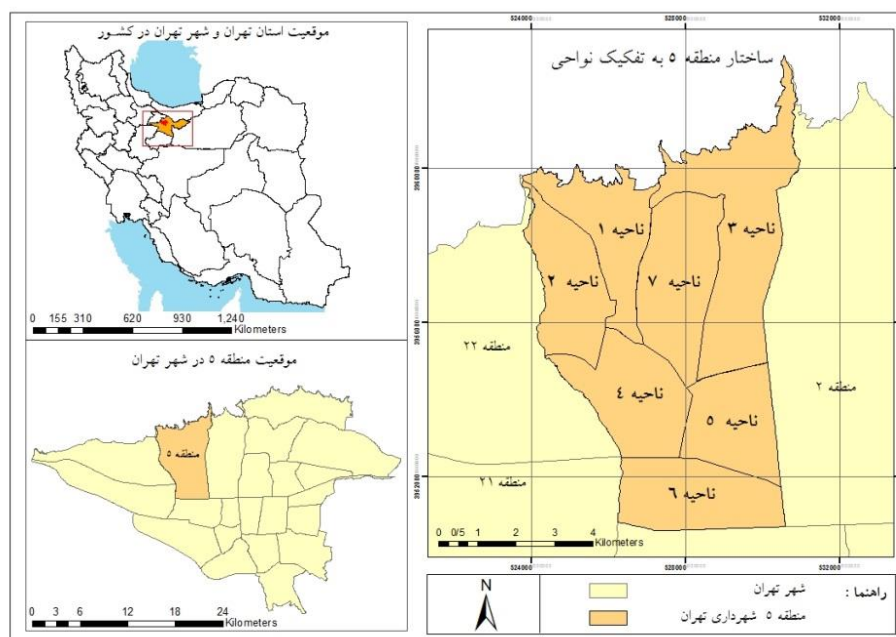 موقعیت استان تهران و شهر تهران در کشور
0 155 310 620 930 1,240
Kilometers
موقعیت منطقه ۵ در شهر تهران
منطقه ۵
0 3 6 12 18 24
Kilometers
524000 528000 532000
ساختار منطقه ۵ به تفکیک نواحی
ناحیه ۱
ناحیه ۳
ناحیه ۲
ناحیه ۷
منطقه ۲۲
منطقه ۲
ناحیه ۴
ناحیه ۵
منطقه ۲۱
ناحیه ۶
0 0/5 1 2 3 4
Kilometers
N
راهنما :
شهر تهران
منطقه ۵ شهرداری تهران